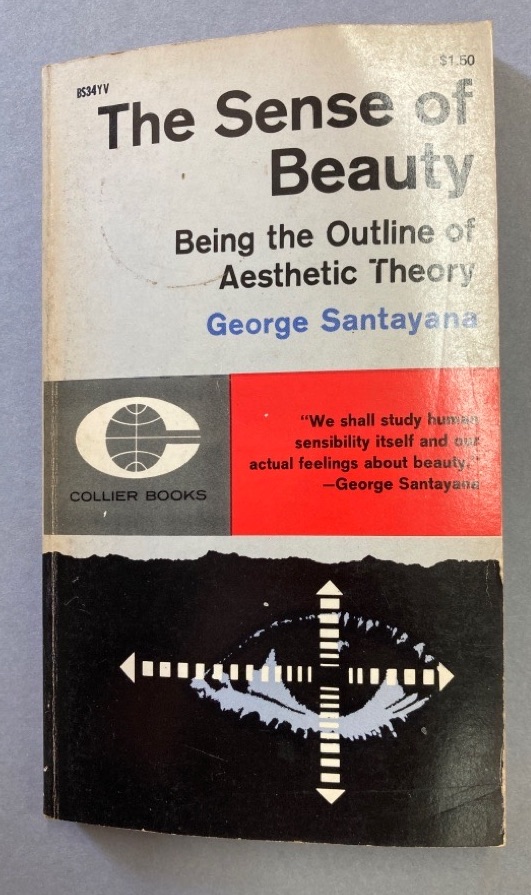 $1.50
BS34YV
The Sense of
Beauty
Being the Outline of
Aesthetic Theory
George Santayana
COLLIER BOOKS
"We shall study human
sensibility itself and our
actual feelings about beauty."
—George Santayana